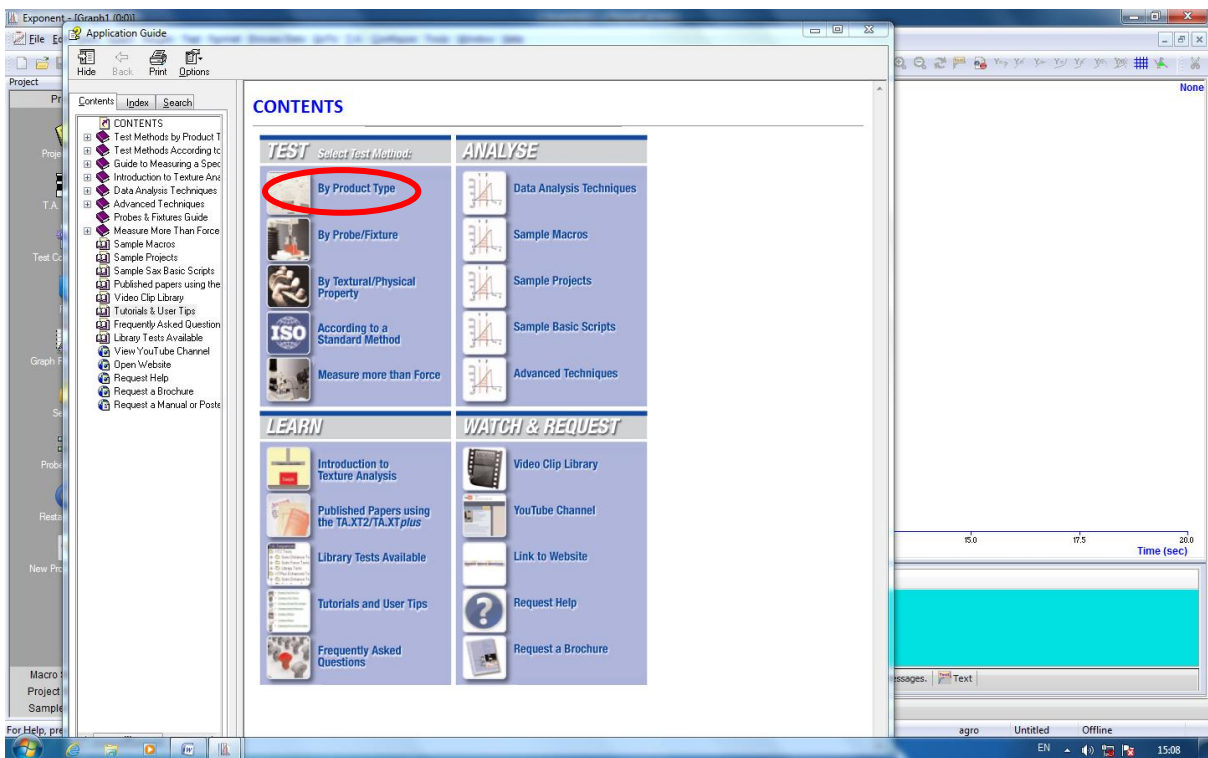 Exponent - [Graph1 (0:0)]
Application Guide
File
Hide Back Print Options
Project
Contents Index Search
CONTENTS
Test Methods by Product T
Test Methods According to
Guide to Measuring a Spec
Introduction to Texture Ana
Data Analysis Techniques
Advanced Techniques
Probes & Fixtures Guide
Measure More Than Force
Sample Macros
Sample Projects
Sample Sax Basic Scripts
Published papers using the
Video Clip Library
Tutorials & User Tips
Frequently Asked Question
Library Tests Available
View YouTube Channel
Open Website
Request Help
Request a Brochure
Request a Manual or Poste
Proje
T.A.
Test Co
Graph P
Se
Probe
Resta
New Pro
Macro
Project
Sample
For Help, pre
CONTENTS
TEST Select Test Method:
By Product Type
By Probe/Fixture
By Textural/Physical
Property
ISO
According to a
Standard Method
Measure more than Force
ANALYSE
Data Analysis Techniques
Sample Macros
Sample Projects
Sample Basic Scripts
Advanced Techniques
LEARN
Introduction to
Texture Analysis
Published Papers using
the TA.XT2/TA.XTplus
Library Tests Available
Tutorials and User Tips
Frequently Asked
Questions
WATCH & REQUEST
Video Clip Library
YouTube Channel
Link to Website
Request Help
Request a Brochure
None
15.0 17.5 20.0
Time (sec)
ssages. Text
agro Untitled Offline
EN 15:08